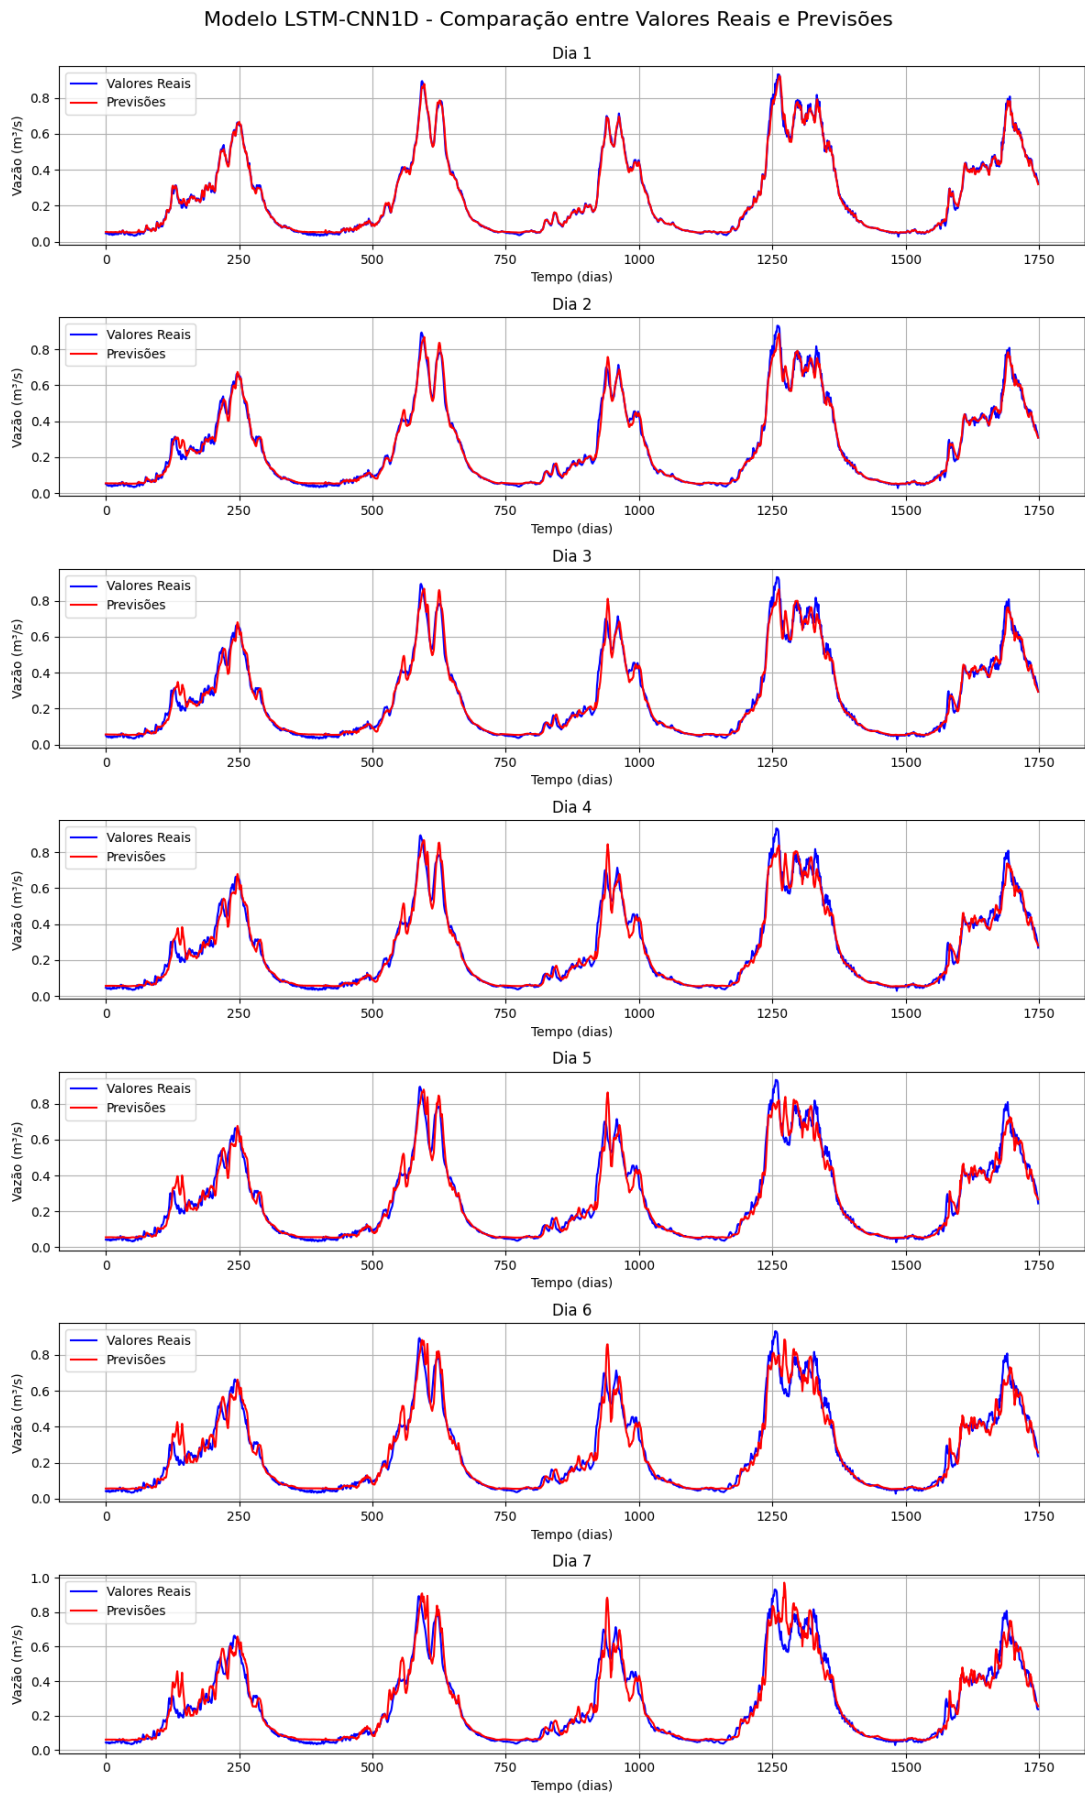 Modelo LSTM-CNN1D - Comparação entre Valores Reais e Previsões
Dia 1
Valores Reais
Previsões
Vazão (m³/s)
0.8
0.6
0.4
0.2
0.0
0 250 500 750 1000 1250 1500 1750
Tempo (dias)
Dia 2
Valores Reais
Previsões
Vazão (m³/s)
0.8
0.6
0.4
0.2
0.0
0 250 500 750 1000 1250 1500 1750
Tempo (dias)
Dia 3
Valores Reais
Previsões
Vazão (m³/s)
0.8
0.6
0.4
0.2
0.0
0 250 500 750 1000 1250 1500 1750
Tempo (dias)
Dia 4
Valores Reais
Previsões
Vazão (m³/s)
0.8
0.6
0.4
0.2
0.0
0 250 500 750 1000 1250 1500 1750
Tempo (dias)
Dia 5
Valores Reais
Previsões
Vazão (m³/s)
0.8
0.6
0.4
0.2
0.0
0 250 500 750 1000 1250 1500 1750
Tempo (dias)
Dia 6
Valores Reais
Previsões
Vazão (m³/s)
0.8
0.6
0.4
0.2
0.0
0 250 500 750 1000 1250 1500 1750
Tempo (dias)
Dia 7
Valores Reais
Previsões
Vazão (m³/s)
1.0
0.8
0.6
0.4
0.2
0.0
0 250 500 750 1000 1250 1500 1750
Tempo (dias)